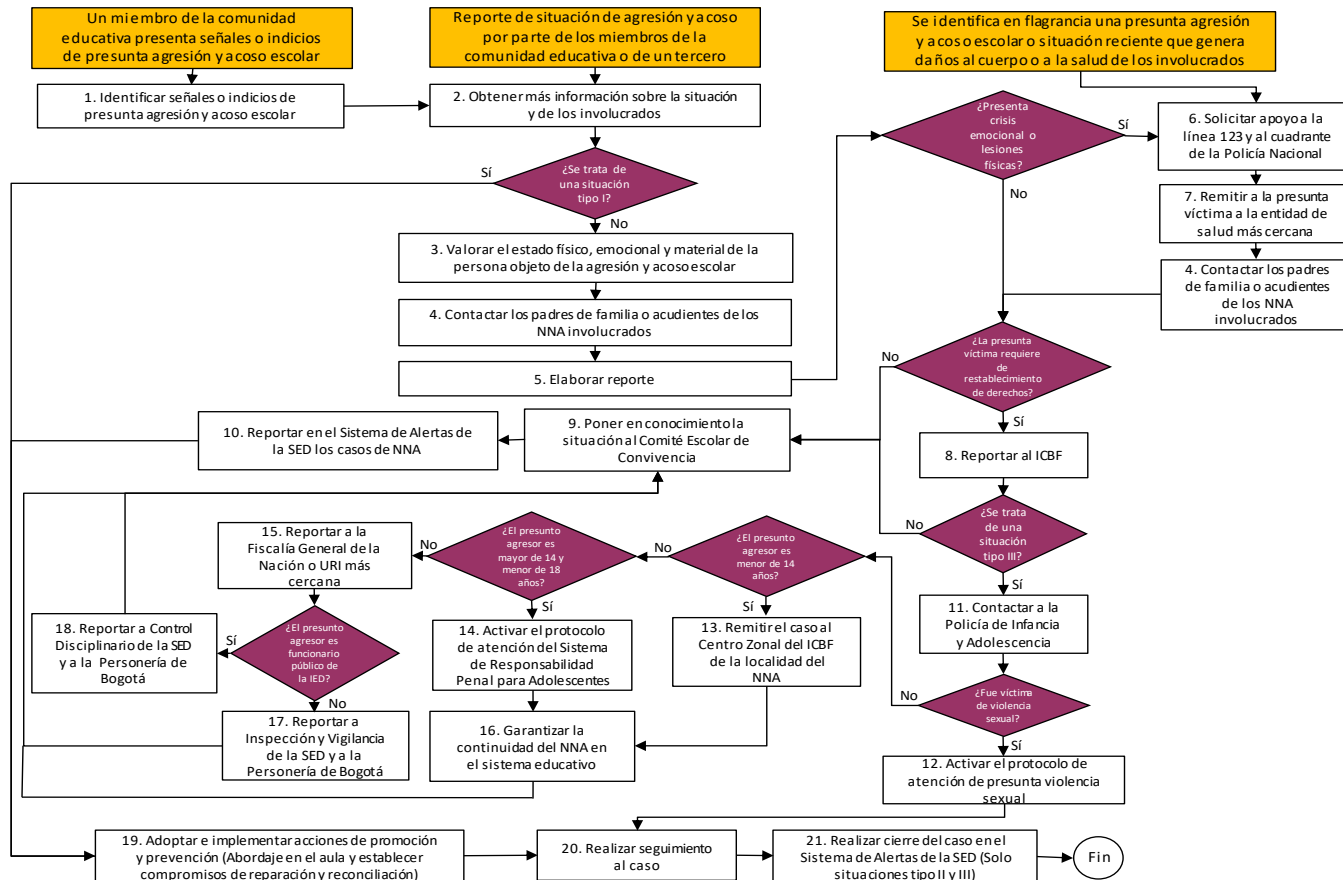 Un miembro de la comunidad
educativa presenta señales o indicios
de presunta agresión y acoso escolar
Reporte de situación de agresión y acoso
por parte de los miembros de la
comunidad educativa o de un tercero
Se identifica en flagrancia una presunta agresión
y acoso escolar o situación reciente que genera
daños al cuerpo o a la salud de los involucrados
1. Identificar señales o indicios de
presunta agresión y acoso escolar
2. Obtener más información sobre la situación
y de los involucrados
¿Presenta
crisis
emocional o
lesiones
físicas?
Sí
No
6. Solicitar apoyo a la
línea 123 y al cuadrante
de la Policía Nacional
¿Se trata de
una situación
tipo I?
Sí
No
7. Remitir a la presunta
víctima a la entidad de
salud más cercana
3. Valorar el estado físico, emocional y material de la
persona objeto de la agresión y acoso escolar
4. Contactar los padres
de familia o acudientes
de los NNA
involucrados
4. Contactar los padres de familia o acudientes de los
NNA involucrados
5. Elaborar reporte
¿La presunta
víctima requiere
de
restablecimiento
de derechos?
No
Sí
10. Reportar en el Sistema de Alertas de
la SED los casos de NNA
9. Poner en conocimiento la
situación al Comité Escolar de
Convivencia
8. Reportar al ICBF
¿Se trata
de una
situación
tipo III?
No
Sí
15. Reportar a la
Fiscalía General de la
Nación o URI más
cercana
No
¿El presunto
agresor es
mayor de 14 y
menor de 18
años?
Sí
No
¿El presunto
agresor es
menor de 14
años?
Sí
11. Contactar a la
Policía de Infancia
y Adolescencia
18. Reportar a Control
Disciplinario de la SED
y a la Personería de
Bogotá
Sí
¿El presunto
agresor es
funcionario
público de
la IED?
No
14. Activar el protocolo
de atención del Sistema
de Responsabilidad
Penal para Adolescentes
13. Remitir el caso al
Centro Zonal del ICBF
de la localidad del
NNA
No
¿Fue víctima
de violencia
sexual?
Sí
17. Reportar a
Inspección y Vigilancia
de la SED y a la
Personería de Bogotá
16. Garantizar la
continuidad del NNA en
el sistema educativo
12. Activar el protocolo de
atención de presunta violencia
sexual
19. Adoptar e implementar acciones de promoción
y prevención (Abordaje en el aula y establecer
compromisos de reparación y reconciliación)
20. Realizar seguimiento
al caso
21. Realizar cierre del caso en el
Sistema de Alertas de la SED (Solo
situaciones tipo II y III)
Fin